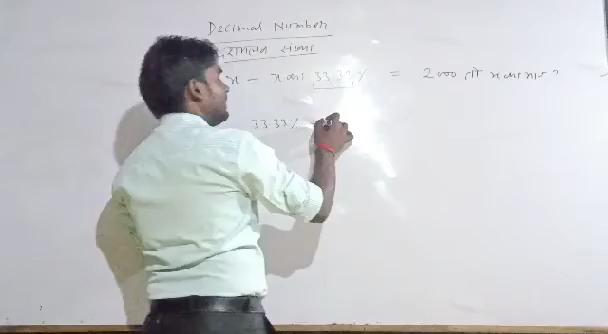 Decimal Number
दशमलव संख्या
x - x का 33.33% = 2000 तो x का मान ?
33.33%